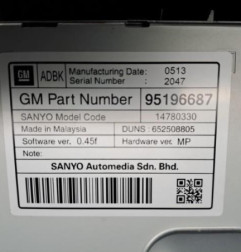 GM ADBK Manufacturing Date: 0513
Serial Number : 2047
GM Part Number 95196687
SANYO Model Code 14780330
Made in Malaysia DUNS : 652508805
Software ver. 0.45f Hardware ver. MP
Note:
SANYO Automedia Sdn. Bhd.